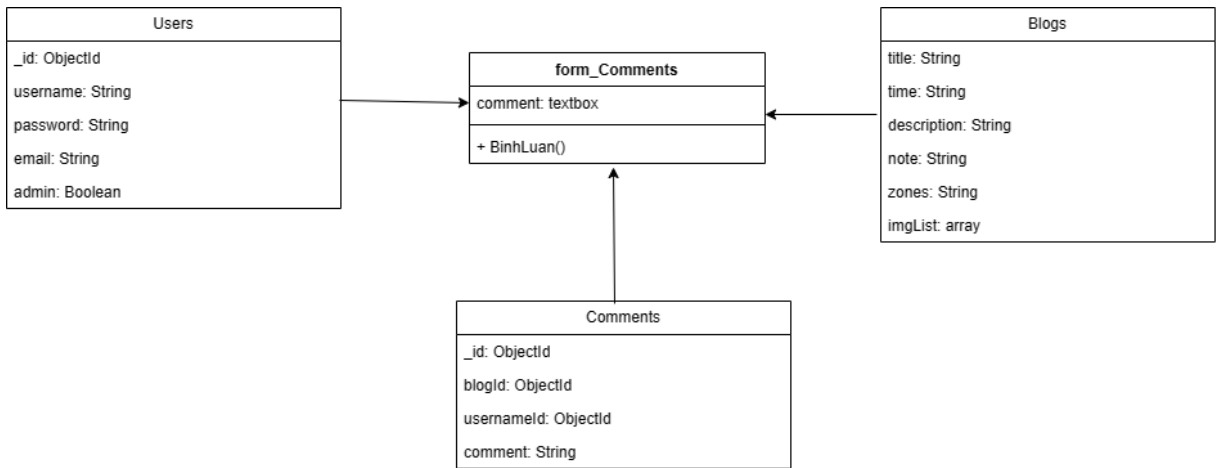 Users
_id: ObjectId
username: String
password: String
email: String
admin: Boolean
form_Comments
comment: textbox
+ BinhLuan()
Blogs
title: String
time: String
description: String
note: String
zones: String
imgList: array
Comments
_id: ObjectId
blogId: ObjectId
usernameId: ObjectId
comment: String